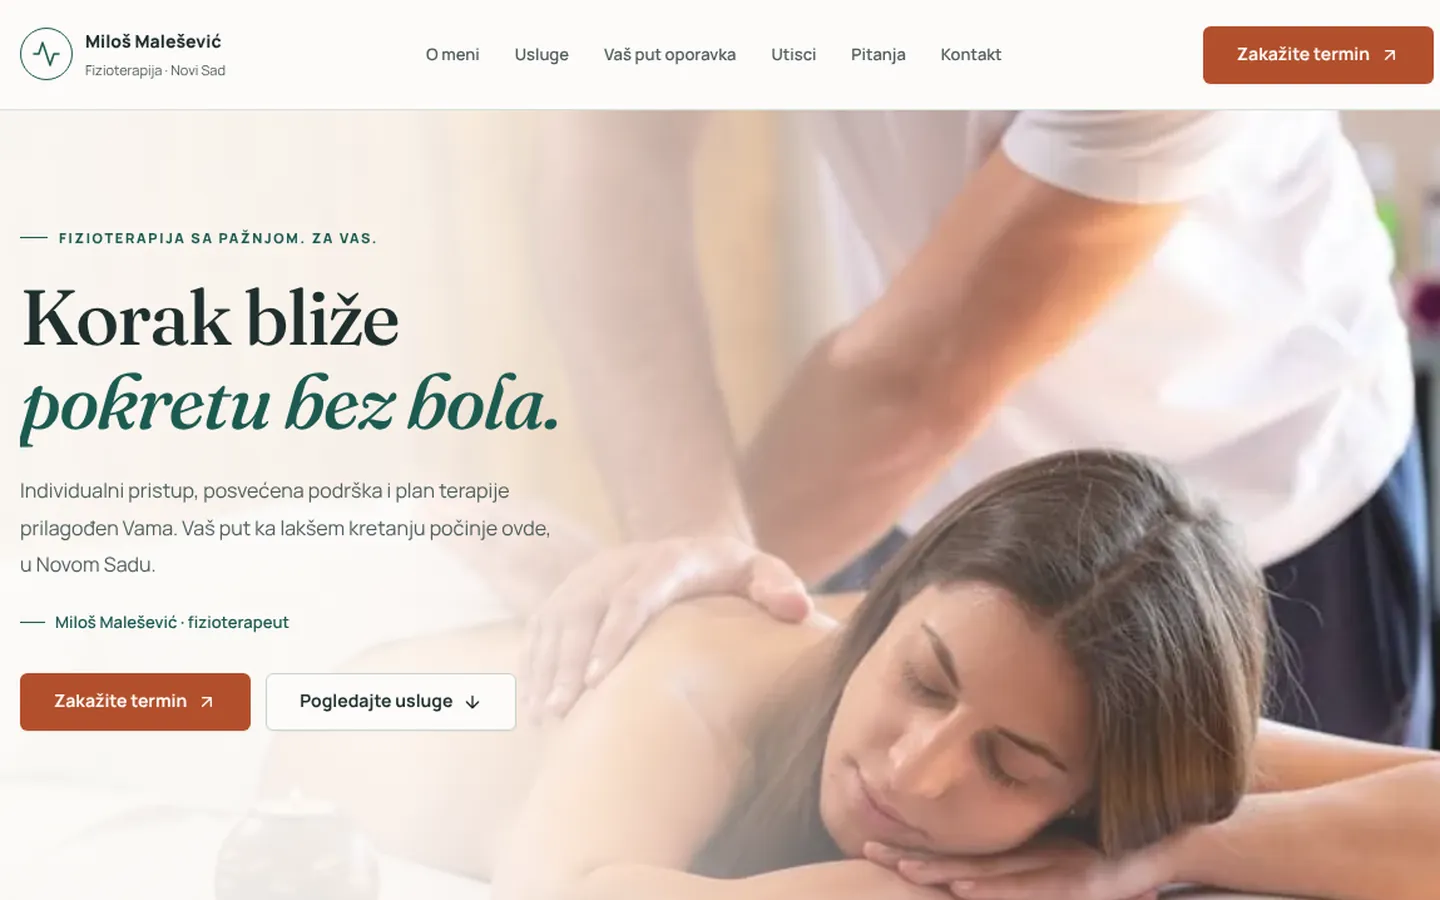 Miloš Malešević
Fizioterapija · Novi Sad
O meni
Usluge
Vaš put oporavka
Utisci
Pitanja
Kontakt
Zakažite termin
FIZIOTERAPIJA SA PAŽNJOM. ZA VAS.
Korak bliže
pokretu bez bola.
Individualni pristup, posvećena podrška i plan terapije
prilagođen Vama. Vaš put ka lakšem kretanju počinje ovde,
u Novom Sadu.
Miloš Malešević · fizioterapeut
Zakažite termin
Pogledajte usluge